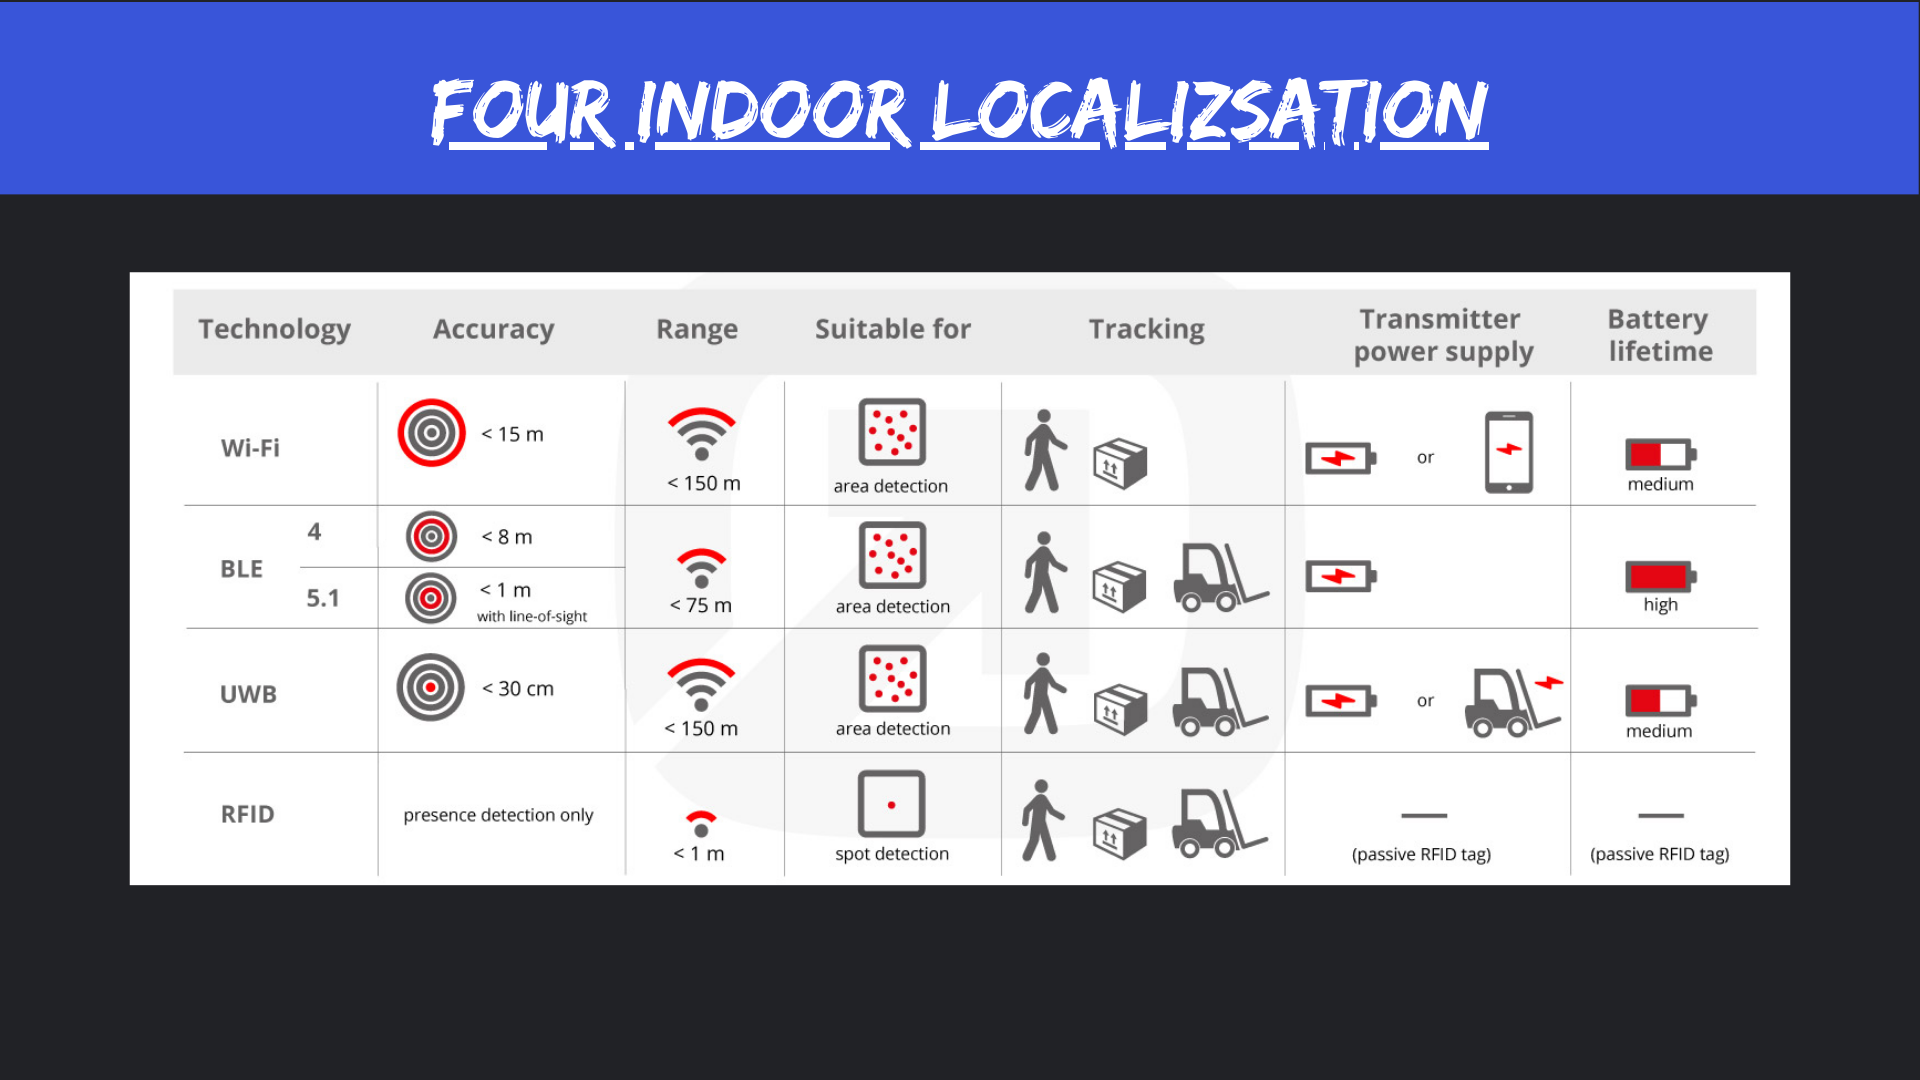 FOUR INDOOR LOCALIZSATION
Technology Accuracy Range Suitable for Tracking Transmitter power supply Battery lifetime
Wi-Fi < 15 m < 150 m area detection or medium
BLE 4 < 8 m < 75 m area detection high
5.1 < 1 m
with line-of-sight
UWB < 30 cm < 150 m area detection or medium
RFID presence detection only < 1 m spot detection (passive RFID tag) (passive RFID tag)